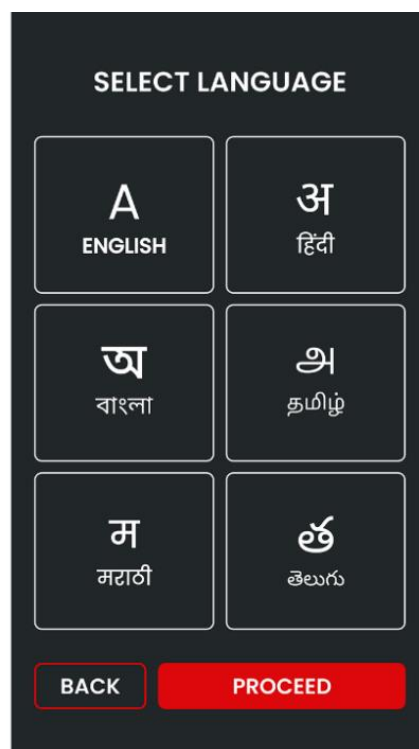 SELECT LANGUAGE
A
ENGLISH
अ
हिंदी
অ
বাংলা
அ
தமிழ்
म
मराठी
త
తెలుగు
BACK
PROCEED